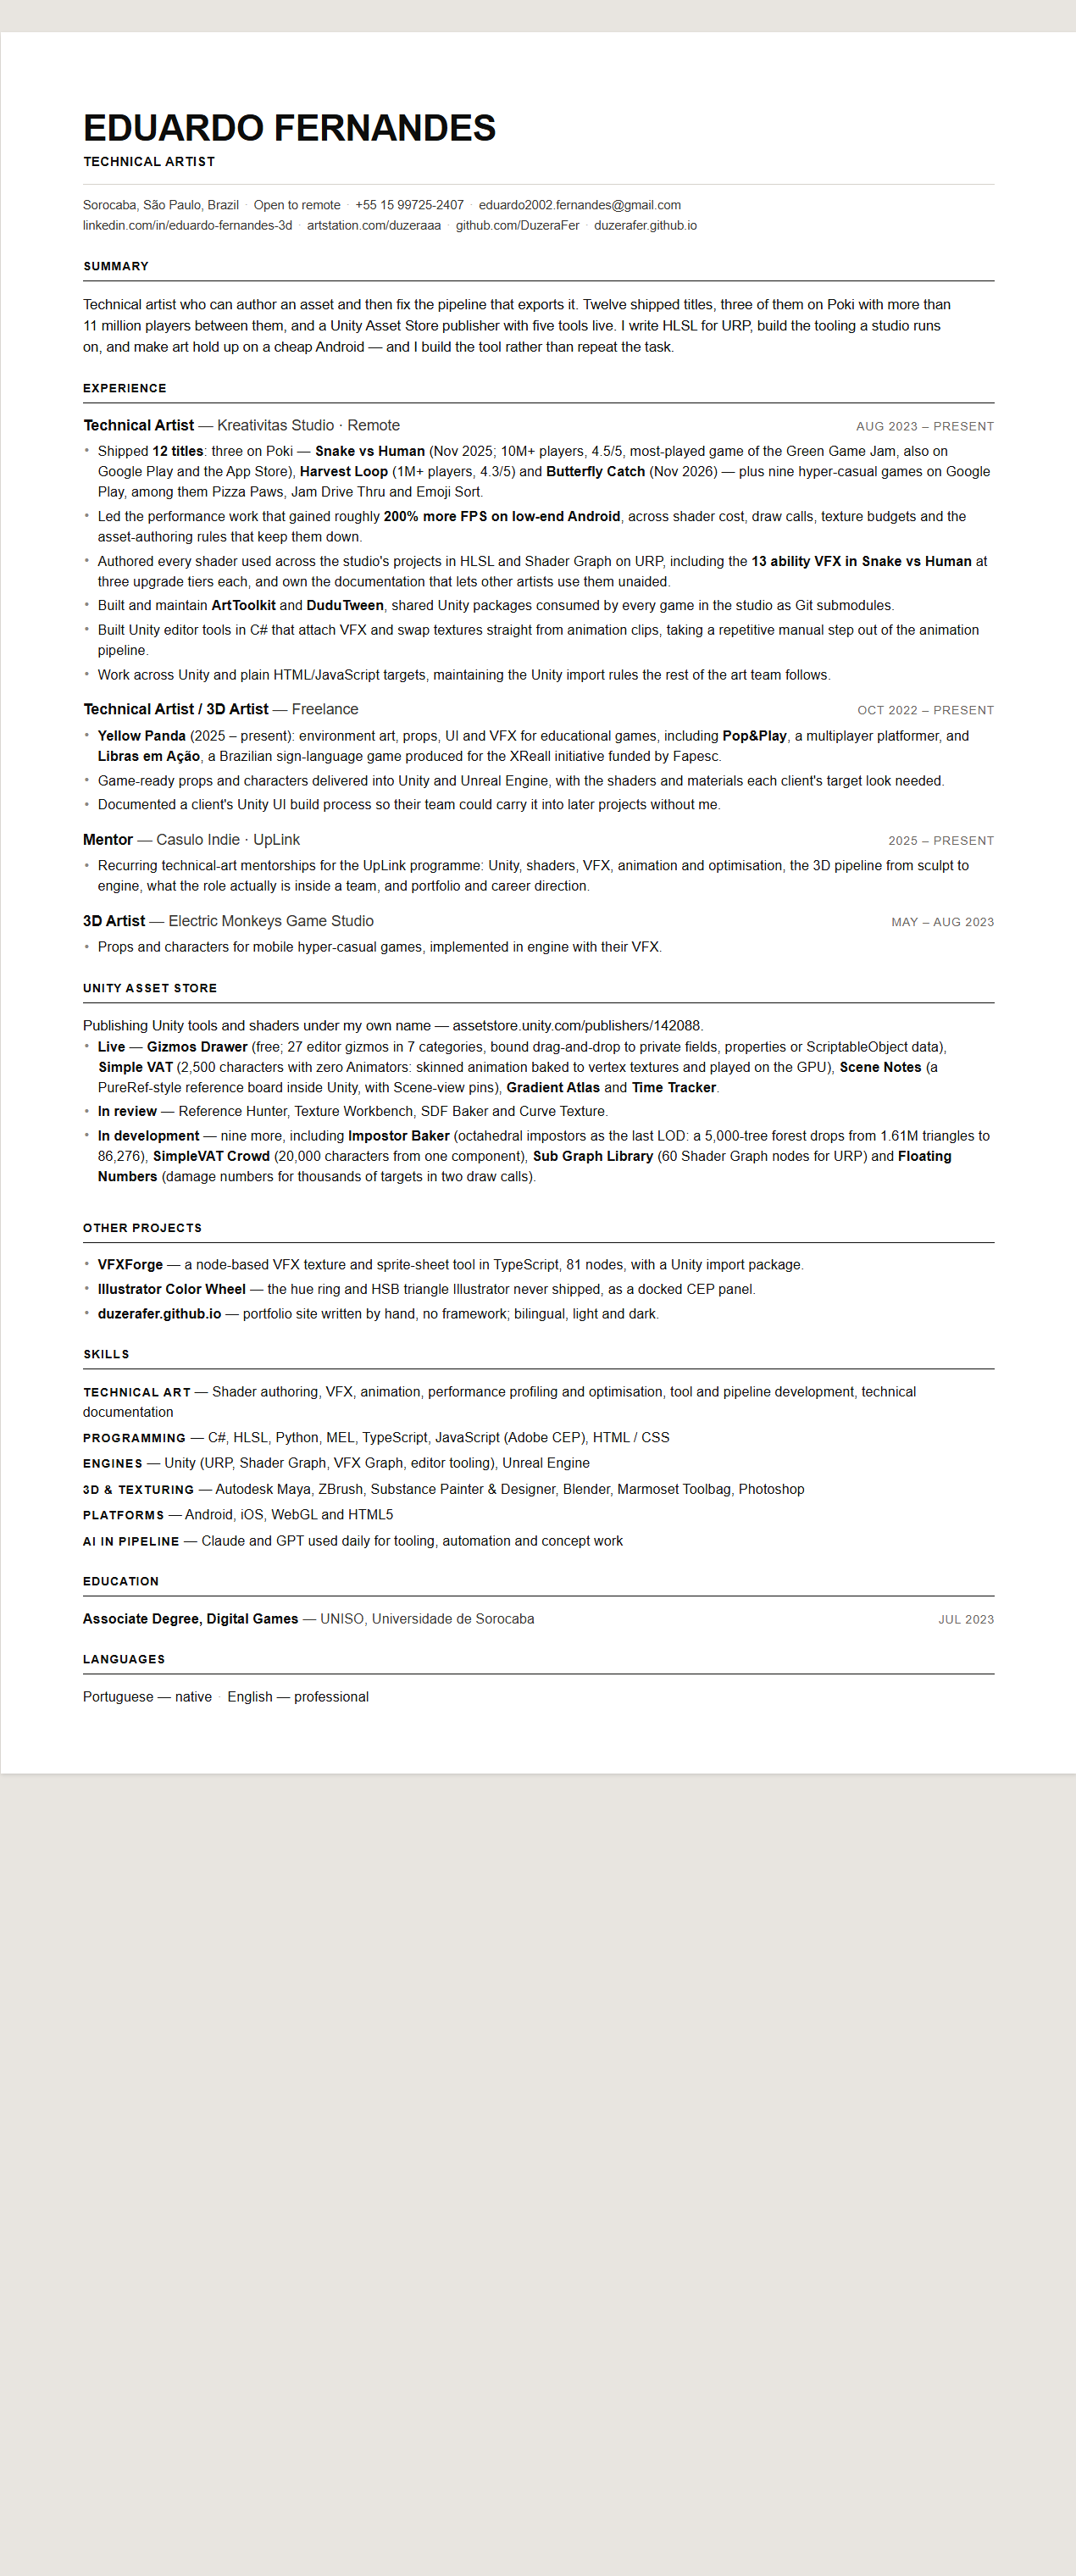 EDUARDO FERNANDES
TECHNICAL ARTIST
Sorocaba, São Paulo, Brazil · Open to remote · +55 15 99725-2407 · eduardo2002.fernandes@gmail.com
linkedin.com/in/eduardo-fernandes-3d · artstation.com/duzeraaa · github.com/DuzeraFer · duzerafer.github.io
SUMMARY
Technical artist who can author an asset and then fix the pipeline that exports it. Twelve shipped titles, three of them on Poki with more than
11 million players between them, and a Unity Asset Store publisher with five tools live. I write HLSL for URP, build the tooling a studio runs
on, and make art hold up on a cheap Android — and I build the tool rather than repeat the task.
EXPERIENCE
Technical Artist — Kreativitas Studio · Remote AUG 2023 – PRESENT
• Shipped 12 titles: three on Poki — Snake vs Human (Nov 2025; 10M+ players, 4.5/5, most-played game of the Green Game Jam, also on
Google Play and the App Store), Harvest Loop (1M+ players, 4.3/5) and Butterfly Catch (Nov 2026) — plus nine hyper-casual games on Google
Play, among them Pizza Paws, Jam Drive Thru and Emoji Sort.
• Led the performance work that gained roughly 200% more FPS on low-end Android, across shader cost, draw calls, texture budgets and the
asset-authoring rules that keep them down.
• Authored every shader used across the studio's projects in HLSL and Shader Graph on URP, including the 13 ability VFX in Snake vs Human at
three upgrade tiers each, and own the documentation that lets other artists use them unaided.
• Built and maintain ArtToolkit and DuduTween, shared Unity packages consumed by every game in the studio as Git submodules.
• Built Unity editor tools in C# that attach VFX and swap textures straight from animation clips, taking a repetitive manual step out of the animation
pipeline.
• Work across Unity and plain HTML/JavaScript targets, maintaining the Unity import rules the rest of the art team follows.
Technical Artist / 3D Artist — Freelance OCT 2022 – PRESENT
• Yellow Panda (2025 – present): environment art, props, UI and VFX for educational games, including Pop&Play, a multiplayer platformer, and
Libras em Ação, a Brazilian sign-language game produced for the XReall initiative funded by Fapesc.
• Game-ready props and characters delivered into Unity and Unreal Engine, with the shaders and materials each client's target look needed.
• Documented a client's Unity UI build process so their team could carry it into later projects without me.
Mentor — Casulo Indie · UpLink 2025 – PRESENT
• Recurring technical-art mentorships for the UpLink programme: Unity, shaders, VFX, animation and optimisation, the 3D pipeline from sculpt to
engine, what the role actually is inside a team, and portfolio and career direction.
3D Artist — Electric Monkeys Game Studio MAY – AUG 2023
• Props and characters for mobile hyper-casual games, implemented in engine with their VFX.
UNITY ASSET STORE
Publishing Unity tools and shaders under my own name — assetstore.unity.com/publishers/142088.
• Live — Gizmos Drawer (free; 27 editor gizmos in 7 categories, bound drag-and-drop to private fields, properties or ScriptableObject data),
Simple VAT (2,500 characters with zero Animators: skinned animation baked to vertex textures and played on the GPU), Scene Notes (a
PureRef-style reference board inside Unity, with Scene-view pins), Gradient Atlas and Time Tracker.
• In review — Reference Hunter, Texture Workbench, SDF Baker and Curve Texture.
• In development — nine more, including Impostor Baker (octahedral impostors as the last LOD: a 5,000-tree forest drops from 1.61M triangles to
86,276), SimpleVAT Crowd (20,000 characters from one component), Sub Graph Library (60 Shader Graph nodes for URP) and Floating
Numbers (damage numbers for thousands of targets in two draw calls).
OTHER PROJECTS
• VFXForge — a node-based VFX texture and sprite-sheet tool in TypeScript, 81 nodes, with a Unity import package.
• Illustrator Color Wheel — the hue ring and HSB triangle Illustrator never shipped, as a docked CEP panel.
• duzerafer.github.io — portfolio site written by hand, no framework; bilingual, light and dark.
SKILLS
TECHNICAL ART — Shader authoring, VFX, animation, performance profiling and optimisation, tool and pipeline development, technical
documentation
PROGRAMMING — C#, HLSL, Python, MEL, TypeScript, JavaScript (Adobe CEP), HTML / CSS
ENGINES — Unity (URP, Shader Graph, VFX Graph, editor tooling), Unreal Engine
3D & TEXTURING — Autodesk Maya, ZBrush, Substance Painter & Designer, Blender, Marmoset Toolbag, Photoshop
PLATFORMS — Android, iOS, WebGL and HTML5
AI IN PIPELINE — Claude and GPT used daily for tooling, automation and concept work
EDUCATION
Associate Degree, Digital Games — UNISO, Universidade de Sorocaba JUL 2023
LANGUAGES
Portuguese — native · English — professional